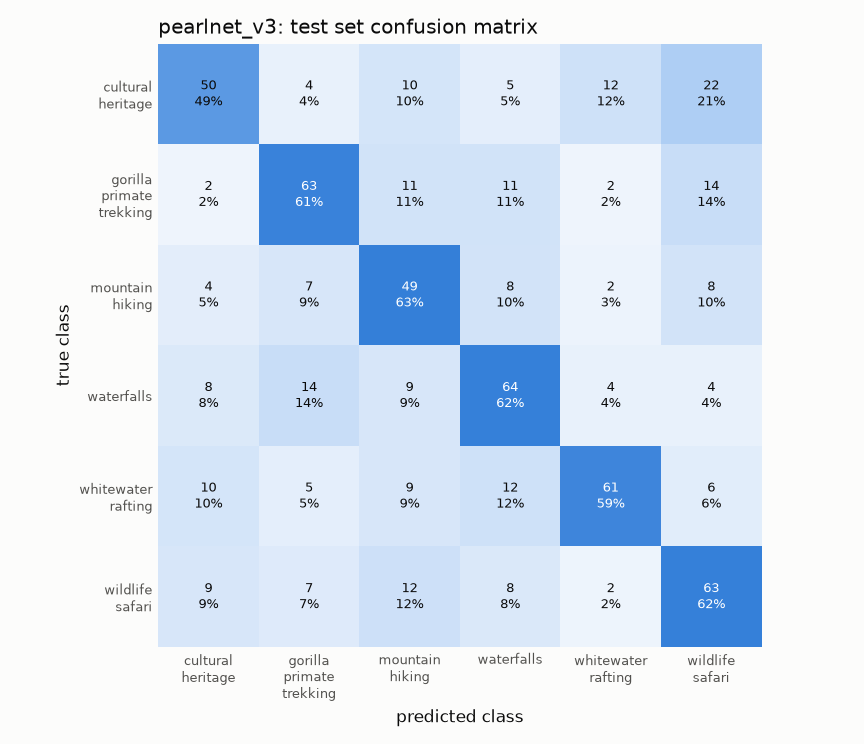 pearlnet_v3: test set confusion matrix
cultural
heritage
50 4 10 5 12 22
49% 4% 10% 5% 12% 21%
gorilla
primate
trekking
2 63 11 11 2 14
2% 61% 11% 11% 2% 14%
mountain
hiking
4 7 49 8 2 8
5% 9% 63% 10% 3% 10%
waterfalls
8 14 9 64 4 4
8% 14% 9% 62% 4% 4%
whitewater
rafting
10 5 9 12 61 6
10% 5% 9% 12% 59% 6%
wildlife
safari
9 7 12 8 2 63
9% 7% 12% 8% 2% 62%
true class
cultural
heritage
gorilla
primate
trekking
mountain
hiking
waterfalls
whitewater
rafting
wildlife
safari
predicted class